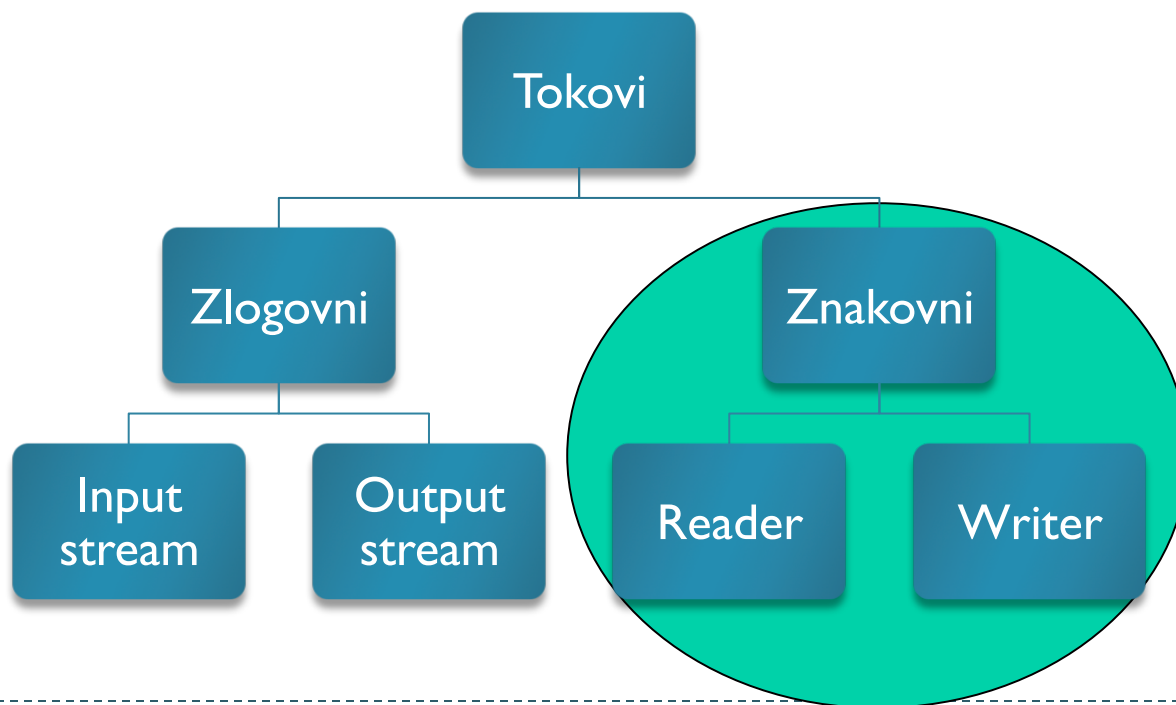 Tokovi
Zlogovni
Znakovni
Input
stream
Output
stream
Reader
Writer